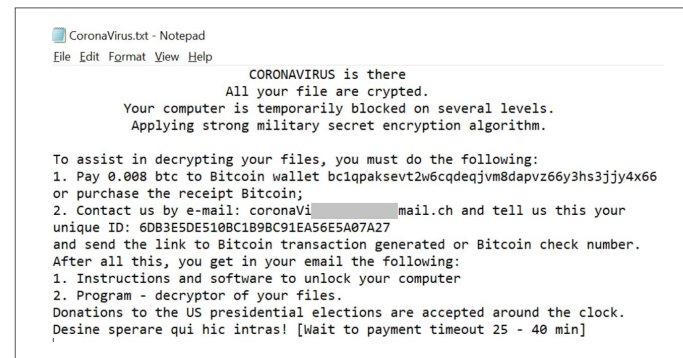 CoronaVirus.txt - Notepad
File Edit Format View Help
CORONAVIRUS is there
All your file are crypted.
Your computer is temporarily blocked on several levels.
Applying strong military secret encryption algorithm.
To assist in decrypting your files, you must do the following:
1. Pay 0.008 btc to Bitcoin wallet bc1qpaksevt2w6cqdeqjvm8dapvz66y3hs3jjy4x66
or purchase the receipt Bitcoin;
2. Contact us by e-mail: coronaVi mail.ch and tell us this your
unique ID: 6DB3E5DE510BC1B9BC91EA56E5A07A27
and send the link to Bitcoin transaction generated or Bitcoin check number.
After all this, you get in your email the following:
1. Instructions and software to unlock your computer
2. Program - decryptor of your files.
Donations to the US presidential elections are accepted around the clock.
Desine sperare qui hic intras! [Wait to payment timeout 25 - 40 min]